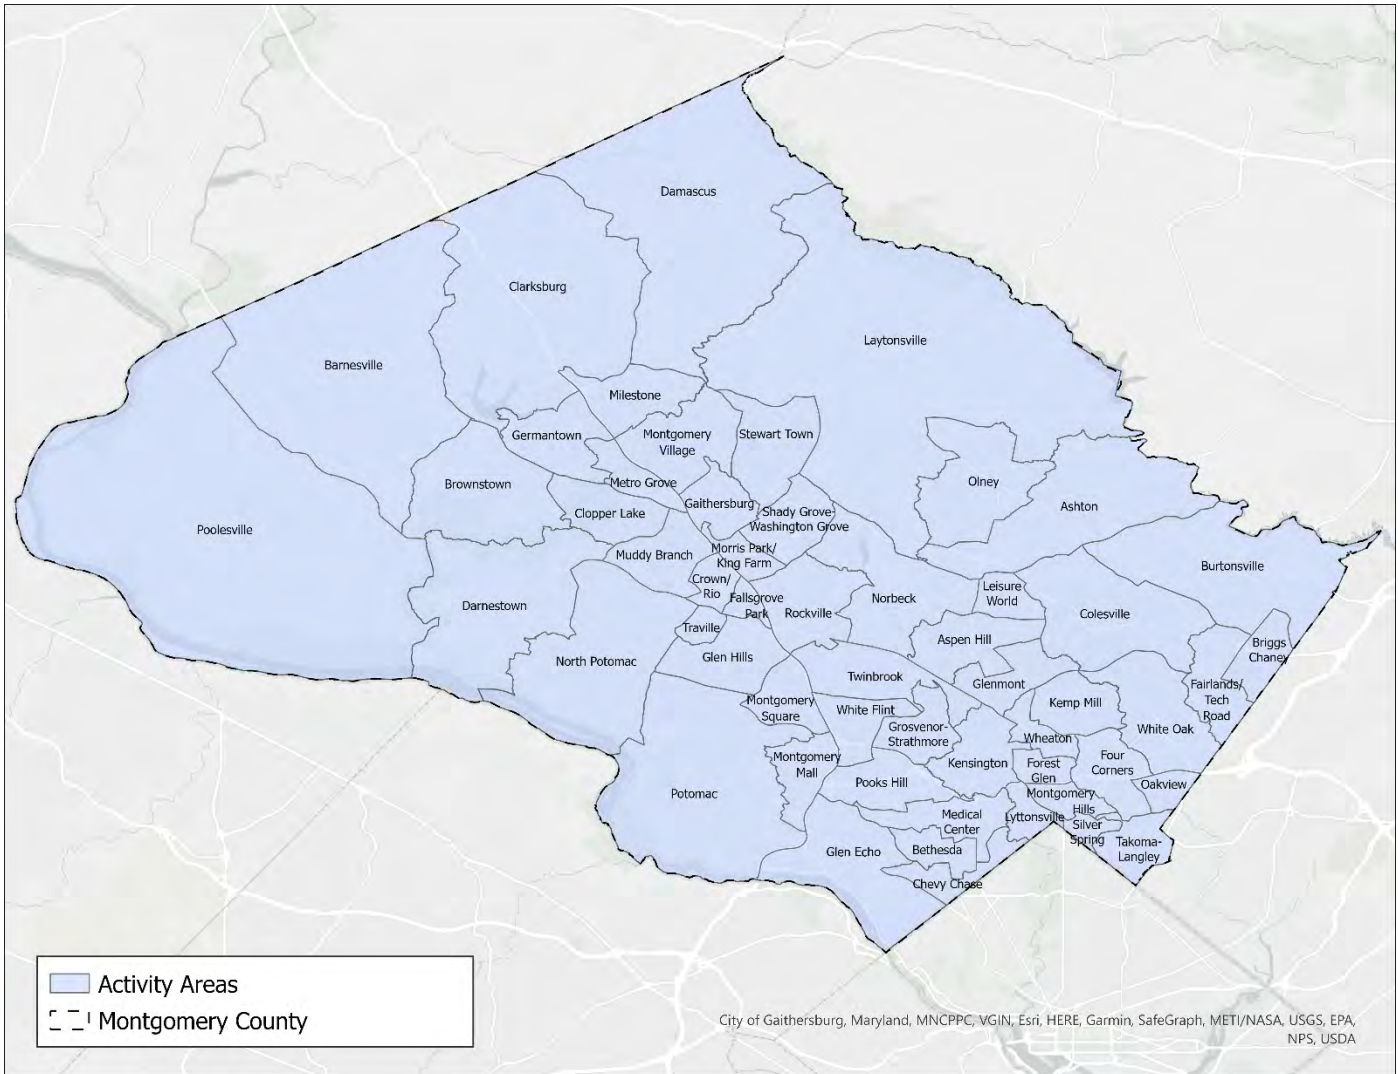 Damascus
Clarksburg
Laytonsville
Barnesville
Milestone
Germantown
Montgomery
Village
Stewart Town
Brownstown
Metro Grove
Olney
Gaithersburg
Clopper Lake
Shady Grove-
Washington Grove
Ashton
Poolesville
Muddy Branch
Morris Park/
King Farm
Burtonsville
Crown/
Rio
Fallsgrove
Park
Norbeck
Leisure
World
Darnestown
Rockville
Colesville
Traville
Aspen Hill
Briggs
Chaney
North Potomac
Glen Hills
Twinbrook
Glenmont
Fairlands/
Tech
Road
Montgomery
Square
White Flint
Kemp Mill
Grosvenor-
Strathmore
White Oak
Wheaton
Montgomery
Mall
Kensington
Forest
Glen
Four
Corners
Pooks Hill
Oakview
Potomac
Montgomery
Hills
Medical
Center
Lyttonsville
Silver
Spring
Glen Echo
Bethesda
Takoma-
Langley
Chevy Chase
Activity Areas
Montgomery County
City of Gaithersburg, Maryland, MNCPPC, VGIN, Esri, HERE, Garmin, SafeGraph, METI/NASA, USGS, EPA,
NPS, USDA